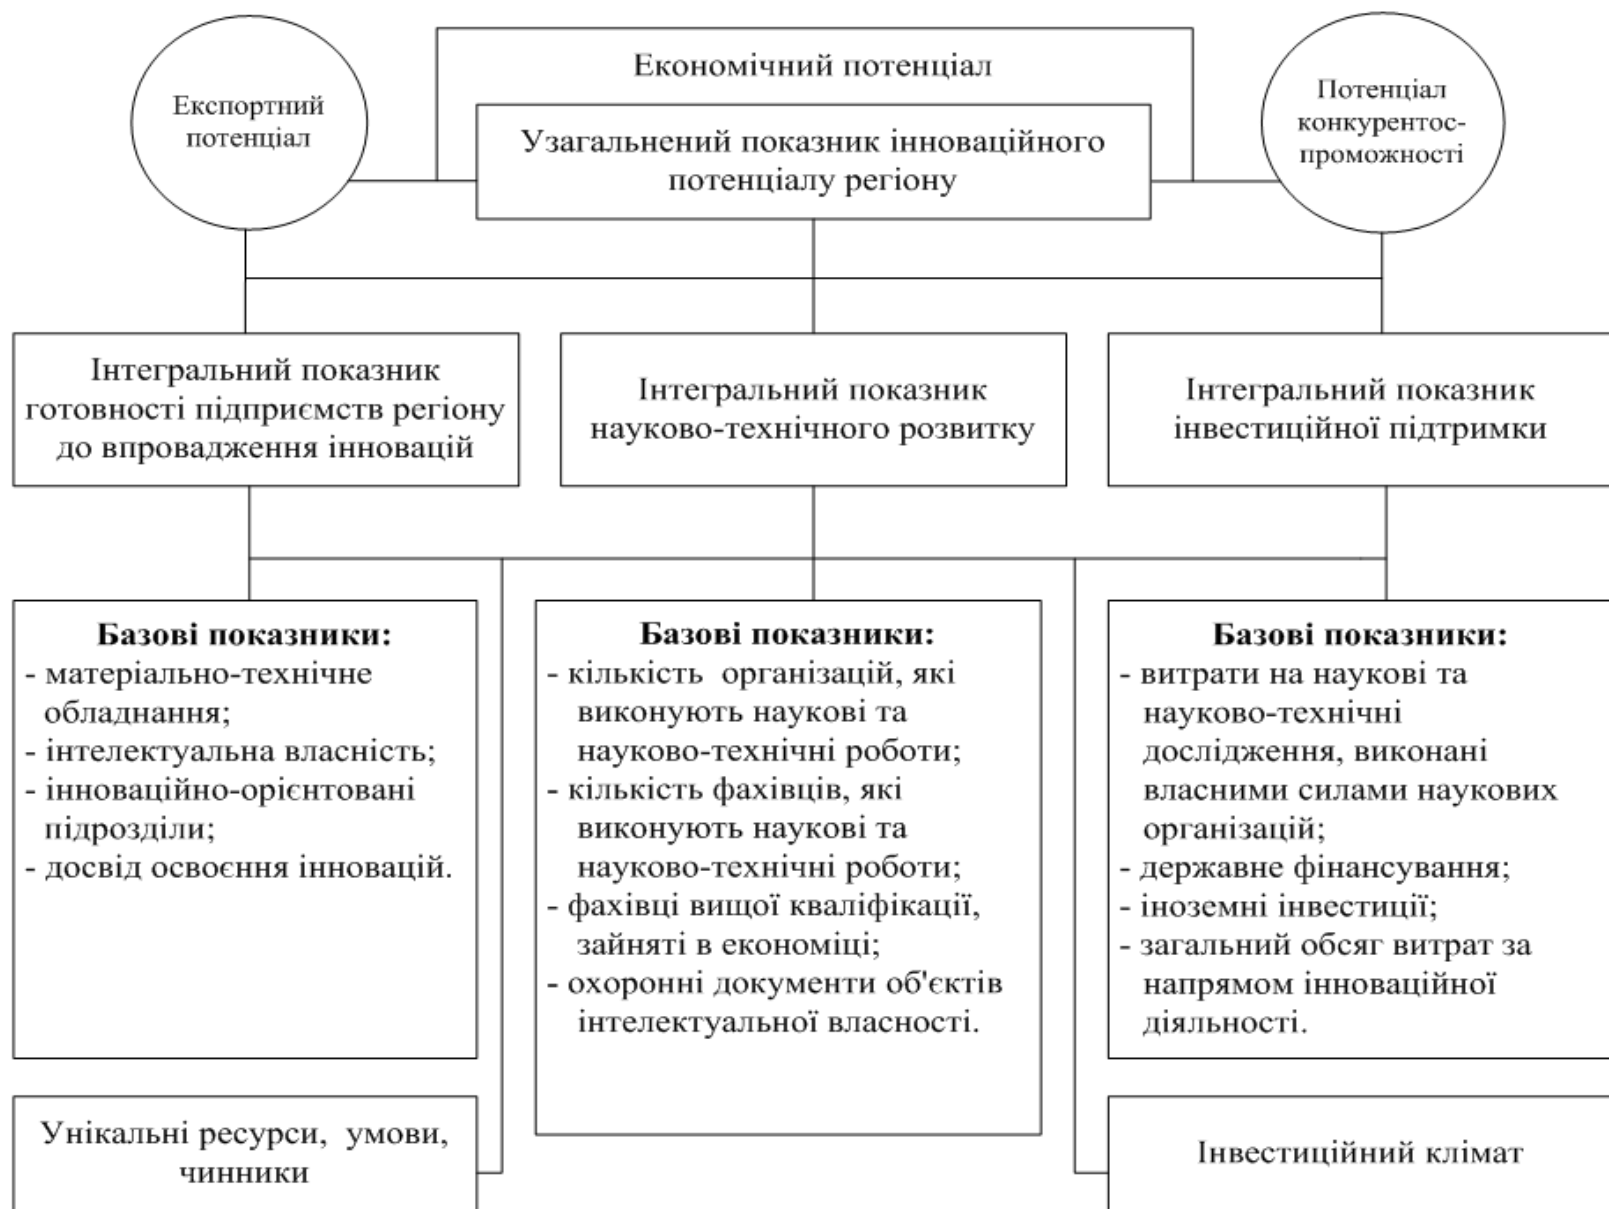 Експортний
потенціал
Економічний потенціал
Узагальнений показник інноваційного
потенціалу регіону
Потенціал
конкурентос-
проможності
Інтегральний показник
готовності підприємств регіону
до впровадження інновацій
Інтегральний показник
науково-технічного розвитку
Інтегральний показник
інвестиційної підтримки
Базові показники:
- матеріально-технічне
обладнання;
- інтелектуальна власність;
- інноваційно-орієнтовані
підрозділи;
- досвід освоєння інновацій.
Базові показники:
- кількість організацій, які
виконують наукові та
науково-технічні роботи;
- кількість фахівців, які
виконують наукові та
науково-технічні роботи;
- фахівці вищої кваліфікації,
зайняті в економіці;
- охоронні документи об'єктів
інтелектуальної власності.
Базові показники:
- витрати на наукові та
науково-технічні
дослідження, виконані
власними силами наукових
організацій;
- державне фінансування;
- іноземні інвестиції;
- загальний обсяг витрат за
напрямом інноваційної
діяльності.
Унікальні ресурси, умови,
чинники
Інвестиційний клімат